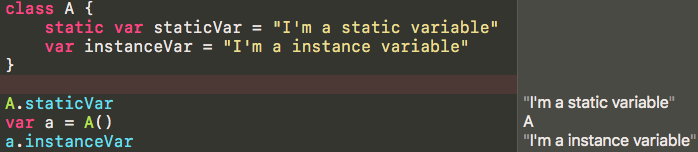 class A {
    static var staticVar = "I'm a static variable"
    var instanceVar = "I'm a instance variable"
}
A.staticVar
"I'm a static variable"
var a = A()
A
a.instanceVar
"I'm a instance variable"